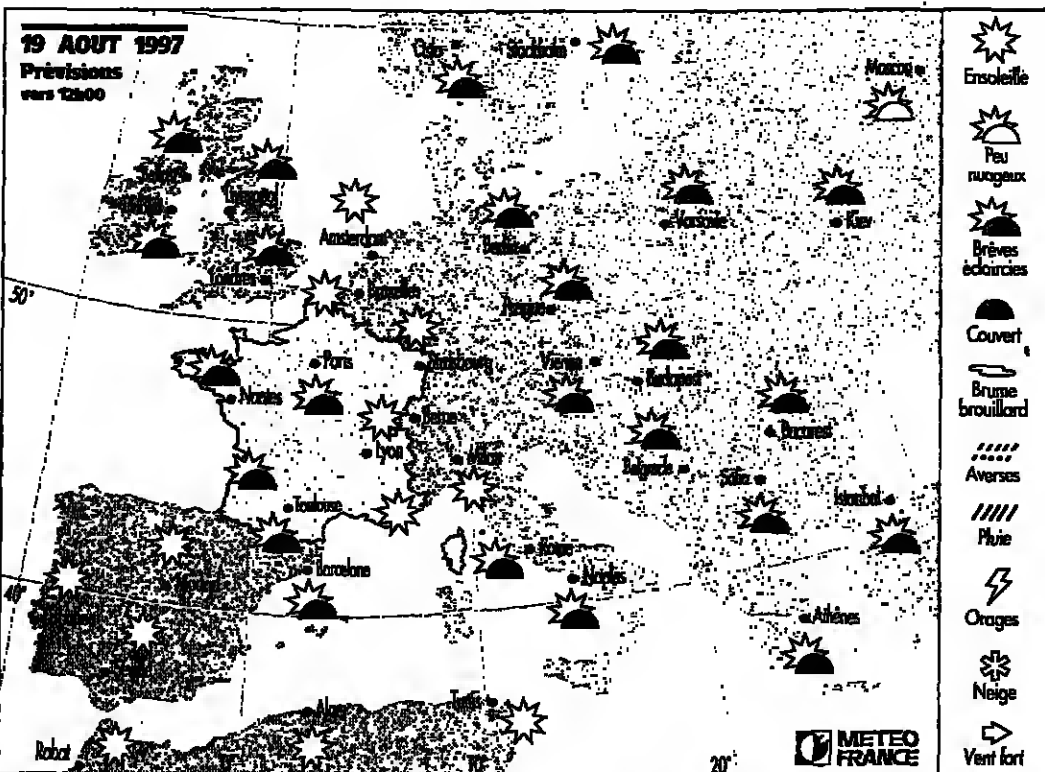 19 AOUT 1997
Prévisions
vers 12h00
Oslo
Stockholm
Moscou
Amsterdam
Varsovie
Kiev
Londres
Bruxelles
Prague
50°
Paris
Strasbourg
Vienne
Budapest
Nantes
Berne
Bucarest
Lyon
Milan
Belgrade
Sofia
Istanbul
Toulouse
Barcelone
Rome
Naples
40°
Athènes
Alger
Tunis
Rabat
10°
20°
METEO
FRANCE
Ensoleillé
Peu
nuageux
Brèves
éclaircies
Couvert
Brume
brouillard
Averses
Pluie
Orages
Neige
Vent fort